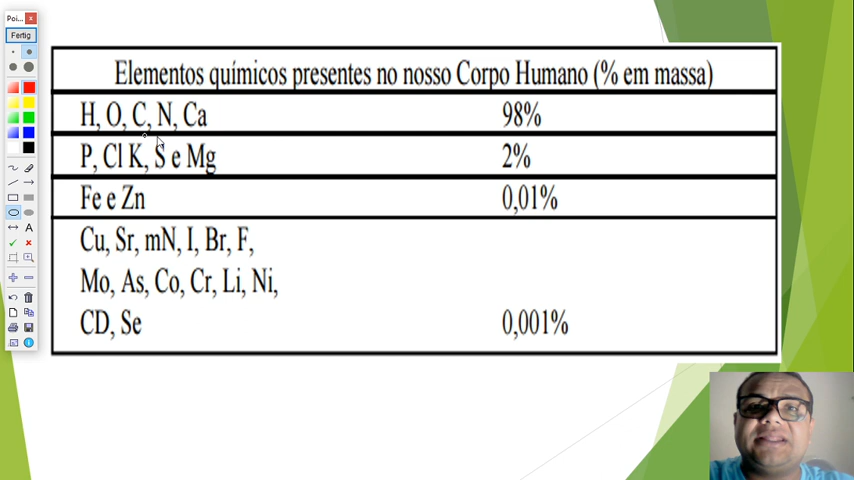 Poi...
Fertig
Elementos químicos presentes no nosso Corpo Humano (% em massa)
H, O, C, N, Ca 98%
P, Cl K, S e Mg 2%
Fe e Zn 0,01%
Cu, Sr, mN, I, Br, F,
Mo, As, Co, Cr, Li, Ni,
CD, Se 0,001%